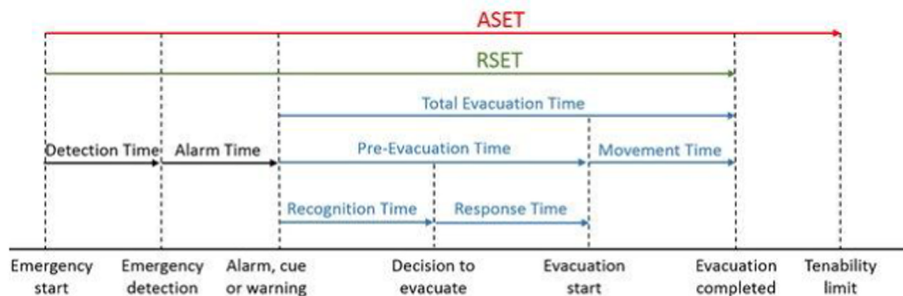 ASET
RSET
Total Evacuation Time
Detection Time
Alarm Time
Pre-Evacuation Time
Movement Time
Recognition Time
Response Time
Emergency
start
Emergency
detection
Alarm, cue
or warning
Decision to
evacuate
Evacuation
start
Evacuation
completed
Tenability
limit